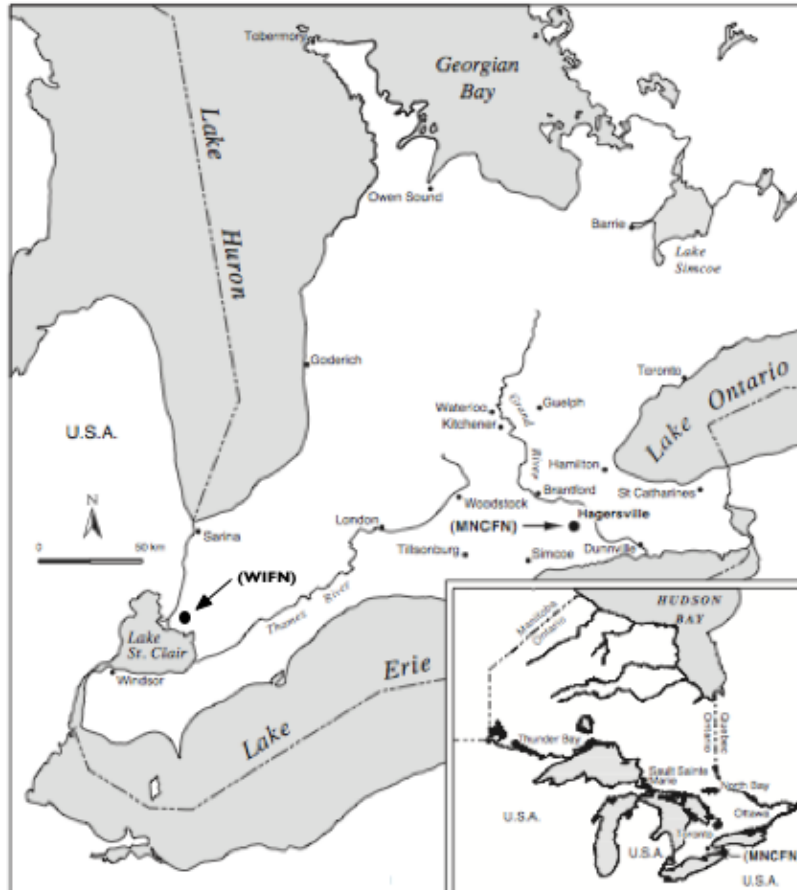 Tobermory
Georgian
Bay
Lake
Huron
Owen Sound
Barrie
Lake
Simcoe
Goderich
Toronto
Lake Ontario
Waterloo
Kitchener
Guelph
Grand
River
U.S.A.
Hamilton
N
Brantford
St Catharines
Woodstock
Hagersville
(MNCFN)
London
0
50 km
Sarina
Tillsonburg
Simcoe
Dunnville
(WIFN)
Thames
River
Lake
St. Clair
Windsor
Lake
Erie
HUDSON
BAY
Manitoba
Ontario
Quebec
Ontario
Thunder Bay
Sault Sainte
Marie
North Bay
Ottawa
Toronto
U.S.A.
U.S.A.
(MNCFN
U.S.A.